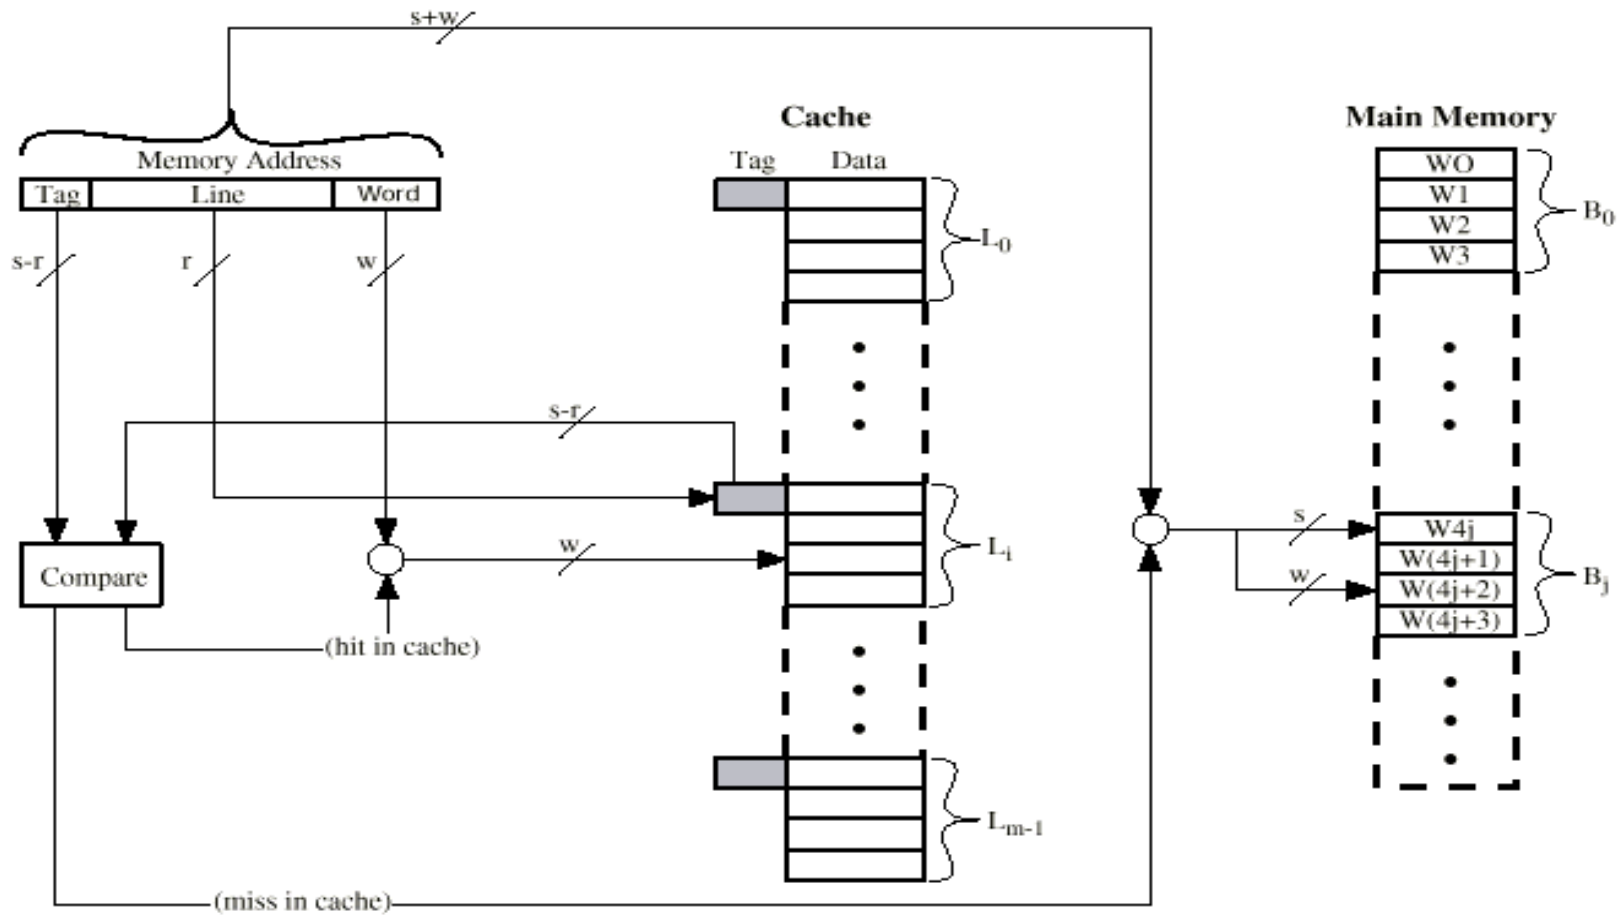 s+w
Cache
Main Memory
Memory Address
Tag Data
Tag Line Word
WO
W1
W2
W3
B0
L0
s-r
r
w
s-r
s
W4j
W(4j+1)
W(4j+2)
W(4j+3)
Bj
w
Li
w
Compare
(hit in cache)
Lm-1
(miss in cache)